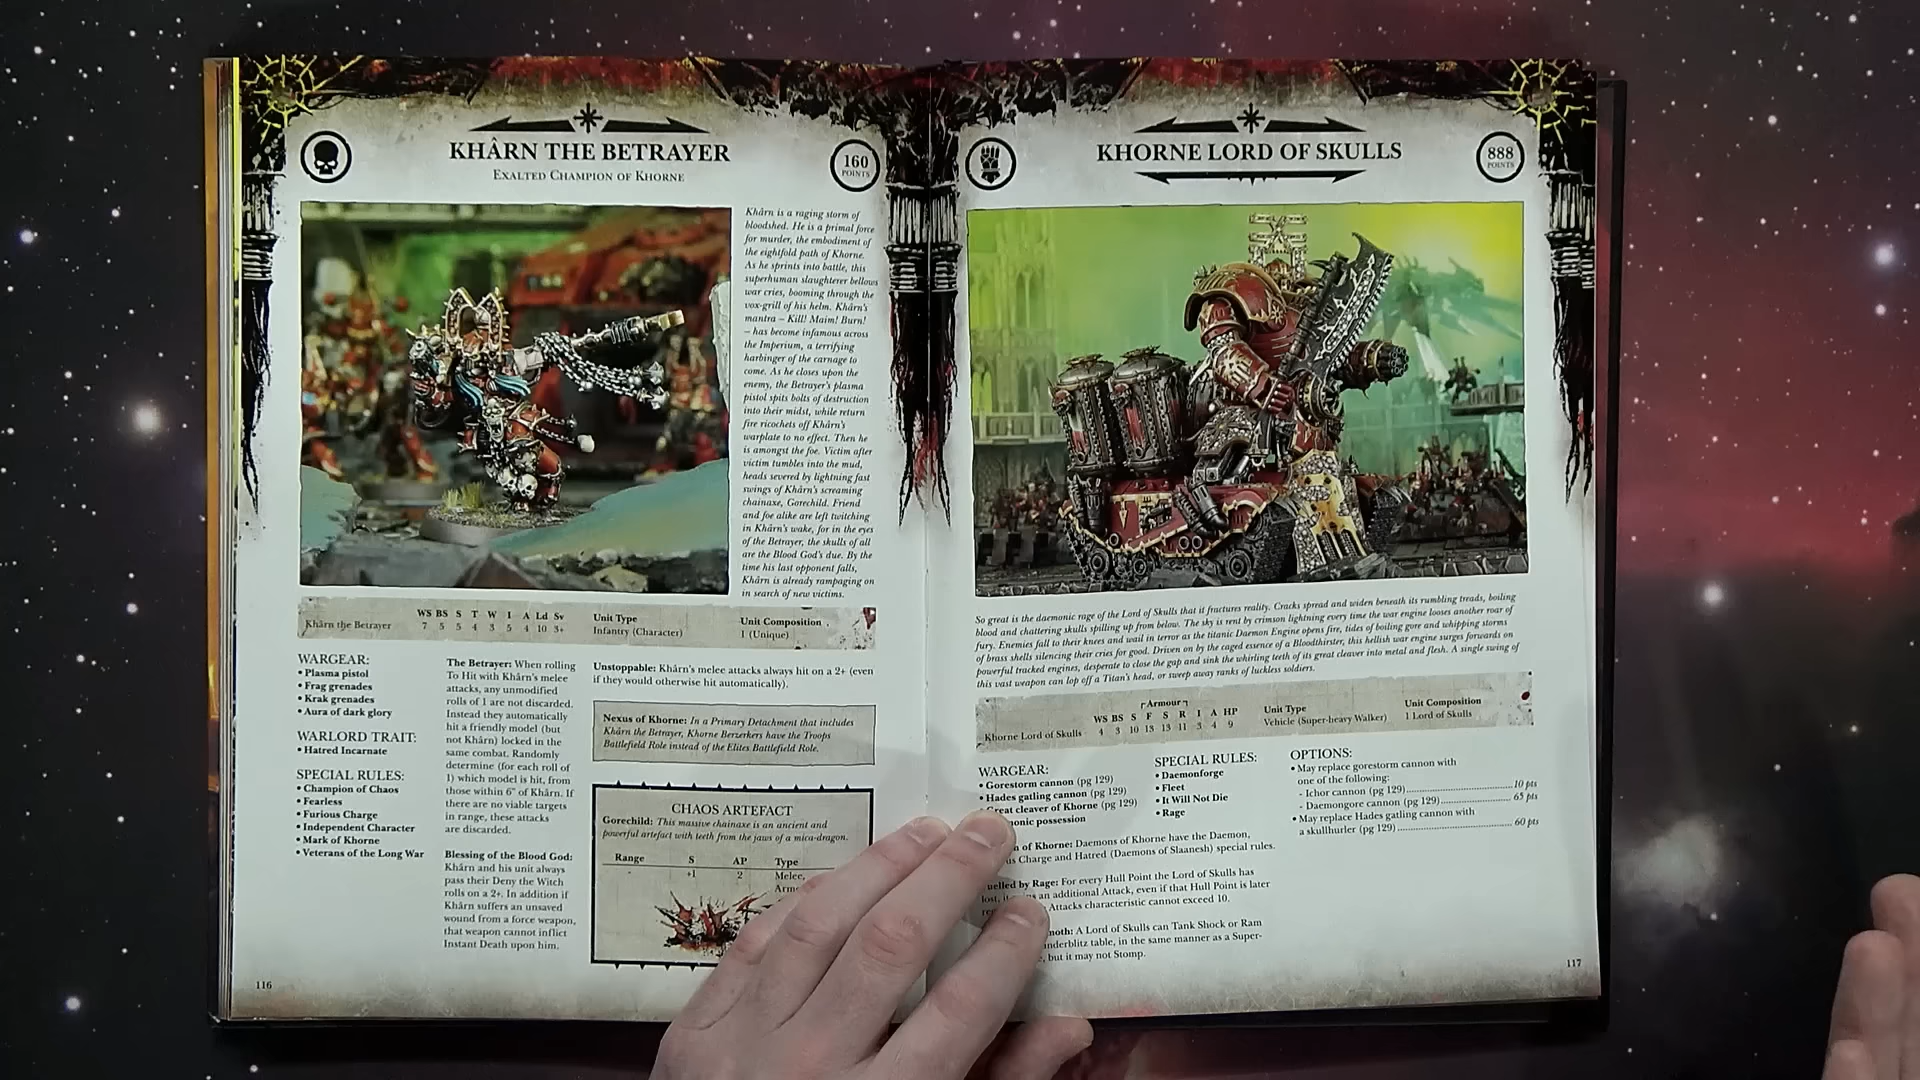 KHÂRN THE BETRAYER
EXALTED CHAMPION OF KHORNE
160
POINTS
Khârn is a raging storm of
bloodshed. He is a primal force
for murder, the embodiment of
the eightfold path of Khorne.
As he sprints into battle, this
superhuman slaughterer bellows
war cries, booming through the
vox-grill of his helm. Khârn's
mantra – Kill! Maim! Burn!
– has become infamous across
the Imperium, a terrifying
harbinger of the carnage to
come. As he closes upon the
enemy, the Betrayer's plasma
pistol spits bolts of destruction
into their midst, while return
fire ricochets off Khârn's
warplate to no effect. Then he
is amongst the foe. Victim after
victim tumbles into the mud,
heads severed by lightning fast
swings of Khârn's screaming
chainaxe, Gorechild. Friend
and foe alike are left twitching
in Khârn's wake, for in the eyes
of the Betrayer, the skulls of all
are the Blood God's due. By the
time his last opponent falls,
Khârn is already rampaging on
in search of new victims.
WS BS S T W I A Ld Sv
Unit Type
Unit Composition
Khârn the Betrayer 7 5 5 4 3 5 4 10 3+
Infantry (Character)
1 (Unique)
WARGEAR:
• Plasma pistol
• Frag grenades
• Krak grenades
• Aura of dark glory
WARLORD TRAIT:
• Hatred Incarnate
SPECIAL RULES:
• Champion of Chaos
• Fearless
• Furious Charge
• Independent Character
• Mark of Khorne
• Veterans of the Long War
The Betrayer: When rolling
To Hit with Khârn's melee
attacks, any unmodified
rolls of 1 are not discarded.
Instead they automatically
hit a friendly model (but
not Khârn) locked in the
same combat. Randomly
determine (for each roll of
1) which model is hit, from
those within 6" of Khârn. If
there are no viable targets
in range, these attacks
are discarded.
Blessing of the Blood God:
Khârn and his unit always
pass their Deny the Witch
rolls on a 2+. In addition if
Khârn suffers an unsaved
wound from a force weapon,
that weapon cannot inflict
Instant Death upon him.
Unstoppable: Khârn's melee attacks always hit on a 2+ (even
if they would otherwise hit automatically).
Nexus of Khorne: In a Primary Detachment that includes
Khârn the Betrayer, Khorne Berzerkers have the Troops
Battlefield Role instead of the Elites Battlefield Role.
CHAOS ARTEFACT
Gorechild: This massive chainaxe is an ancient and
powerful artefact with teeth from the jaws of a mica-dragon.
Range S AP Type
- +1 2 Melee,
116
KHORNE LORD OF SKULLS
888
POINTS
So great is the daemonic rage of the Lord of Skulls that it fractures reality. Cracks spread and widen beneath its rumbling treads, boiling
blood and chattering skulls spilling up from below. The sky is rent by crimson lightning every time the war engine looses another roar of
fury. Enemies fall to their knees and wail in terror as the titanic Daemon Engine opens fire, tides of boiling gore and whipping storms
of brass shells silencing their cries for good. Driven on by the caged essence of a Bloodthirster, this hellish war engine surges forwards on
powerful tracked engines, desperate to close the gap and sink the whirling teeth of its great cleaver into metal and flesh. A single swing of
this vast weapon can lop off a Titan's head, or sweep away ranks of luckless soldiers.
Armour
WS BS S F S R I A HP
Unit Type
Unit Composition
Khorne Lord of Skulls 4 3 10 13 13 11 3 4 9
Vehicle (Super-heavy Walker)
1 Lord of Skulls
WARGEAR:
• Gorestorm cannon (pg 129)
• Hades gatling cannon (pg 129)
Great cleaver of Khorne (pg 129)
monic possession
SPECIAL RULES:
• Daemonforge
• Fleet
• It Will Not Die
• Rage
OPTIONS:
• May replace gorestorm cannon with
one of the following:
- Ichor cannon (pg 129) 10 pts
- Daemongore cannon (pg 129) 65 pts
• May replace Hades gatling cannon with
a skullhurler (pg 129) 60 pts
n of Khorne: Daemons of Khorne have the Daemon,
us Charge and Hatred (Daemons of Slaanesh) special rules.
uelled by Rage: For every Hull Point the Lord of Skulls has
lost, an additional Attack, even if that Hull Point is later
Attacks characteristic cannot exceed 10.
noth: A Lord of Skulls can Tank Shock or Ram
underblitz table, in the same manner as a Super-
, but it may not Stomp.
117